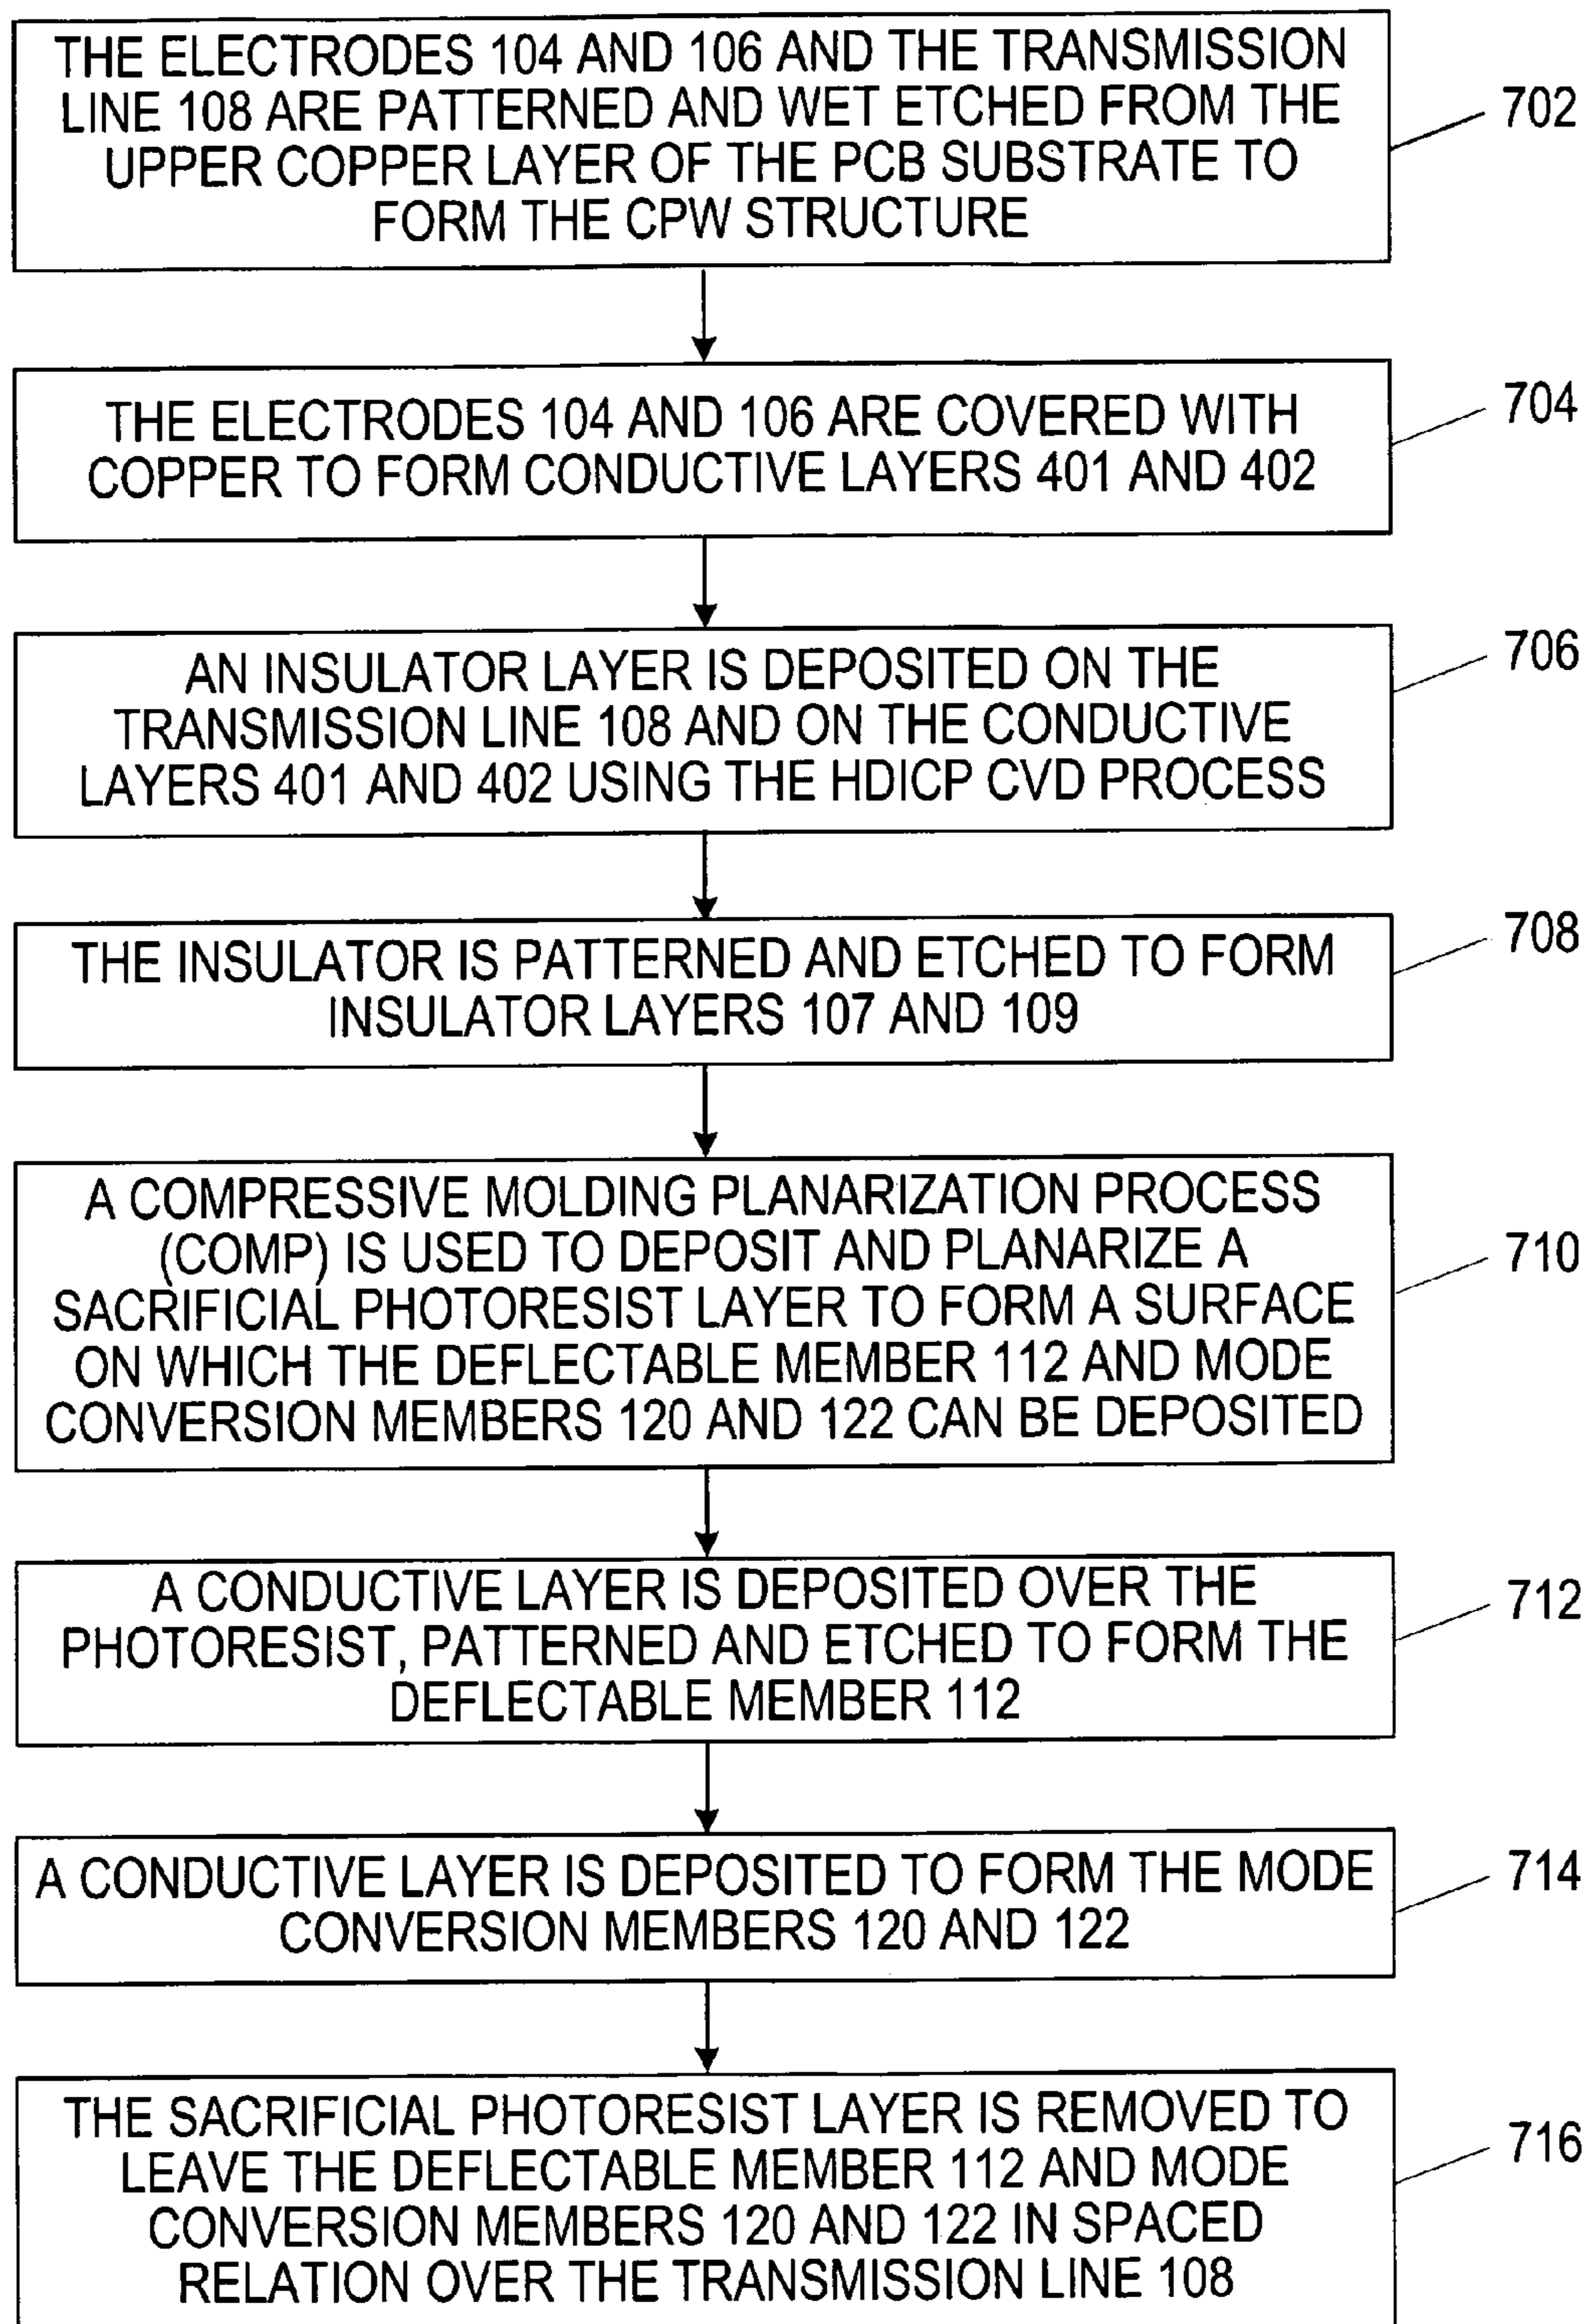 THE ELECTRODES 104 AND 106 AND THE TRANSMISSION
LINE 108 ARE PATTERNED AND WET ETCHED FROM THE
UPPER COPPER LAYER OF THE PCB SUBSTRATE TO
FORM THE CPW STRUCTURE
702
THE ELECTRODES 104 AND 106 ARE COVERED WITH
COPPER TO FORM CONDUCTIVE LAYERS 401 AND 402
704
AN INSULATOR LAYER IS DEPOSITED ON THE
TRANSMISSION LINE 108 AND ON THE CONDUCTIVE
LAYERS 401 AND 402 USING THE HDICP CVD PROCESS
706
THE INSULATOR IS PATTERNED AND ETCHED TO FORM
INSULATOR LAYERS 107 AND 109
708
A COMPRESSIVE MOLDING PLANARIZATION PROCESS
(COMP) IS USED TO DEPOSIT AND PLANARIZE A
SACRIFICIAL PHOTORESIST LAYER TO FORM A SURFACE
ON WHICH THE DEFLECTABLE MEMBER 112 AND MODE
CONVERSION MEMBERS 120 AND 122 CAN BE DEPOSITED
710
A CONDUCTIVE LAYER IS DEPOSITED OVER THE
PHOTORESIST, PATTERNED AND ETCHED TO FORM THE
DEFLECTABLE MEMBER 112
712
A CONDUCTIVE LAYER IS DEPOSITED TO FORM THE MODE
CONVERSION MEMBERS 120 AND 122
714
THE SACRIFICIAL PHOTORESIST LAYER IS REMOVED TO
LEAVE THE DEFLECTABLE MEMBER 112 AND MODE
CONVERSION MEMBERS 120 AND 122 IN SPACED
RELATION OVER THE TRANSMISSION LINE 108
716